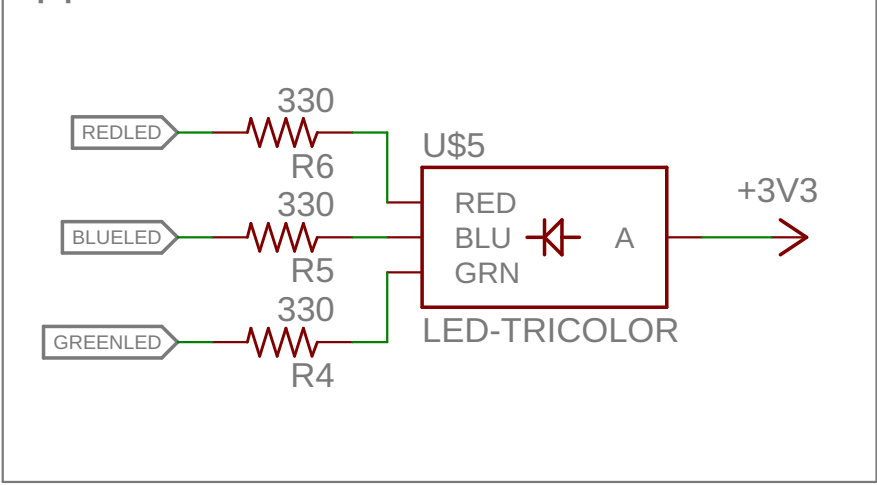 330
REDLED
R6
U$5
330
BLUELED
R5
330
GREENLED
R4
RED
BLU
GRN
A
LED-TRICOLOR
+3V3